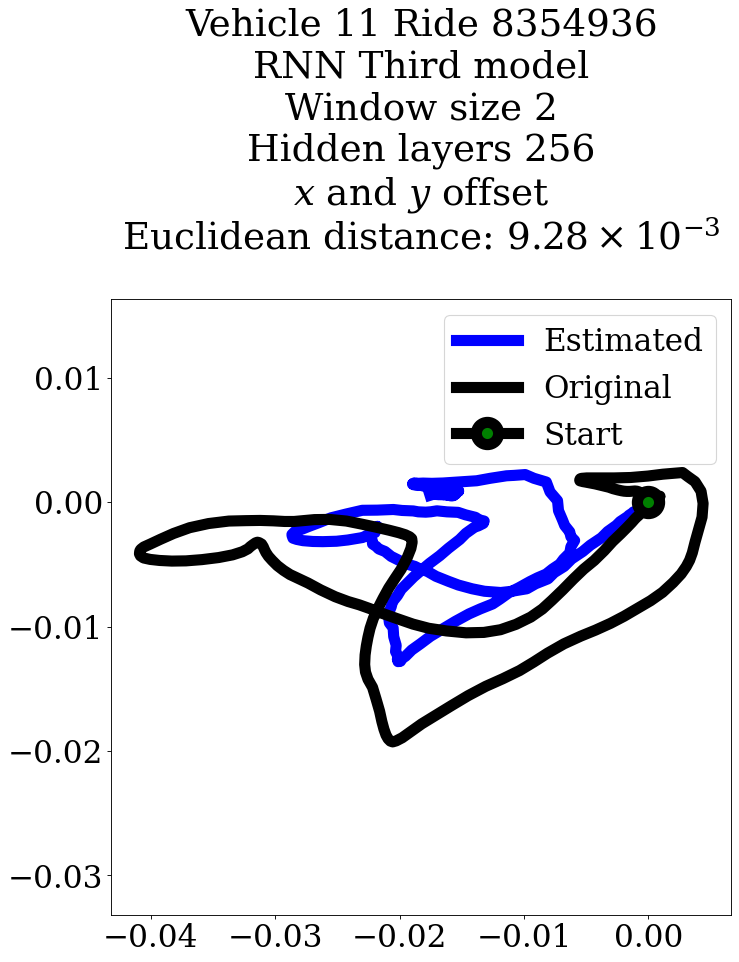 Vehicle 11 Ride 8354936
RNN Third model
Window size 2
Hidden layers 256
x and y offset
Euclidean distance: 9.28 × 10⁻³
Estimated
Original
Start
0.01
0.00
−0.01
−0.02
−0.03
−0.04 −0.03 −0.02 −0.01 0.00